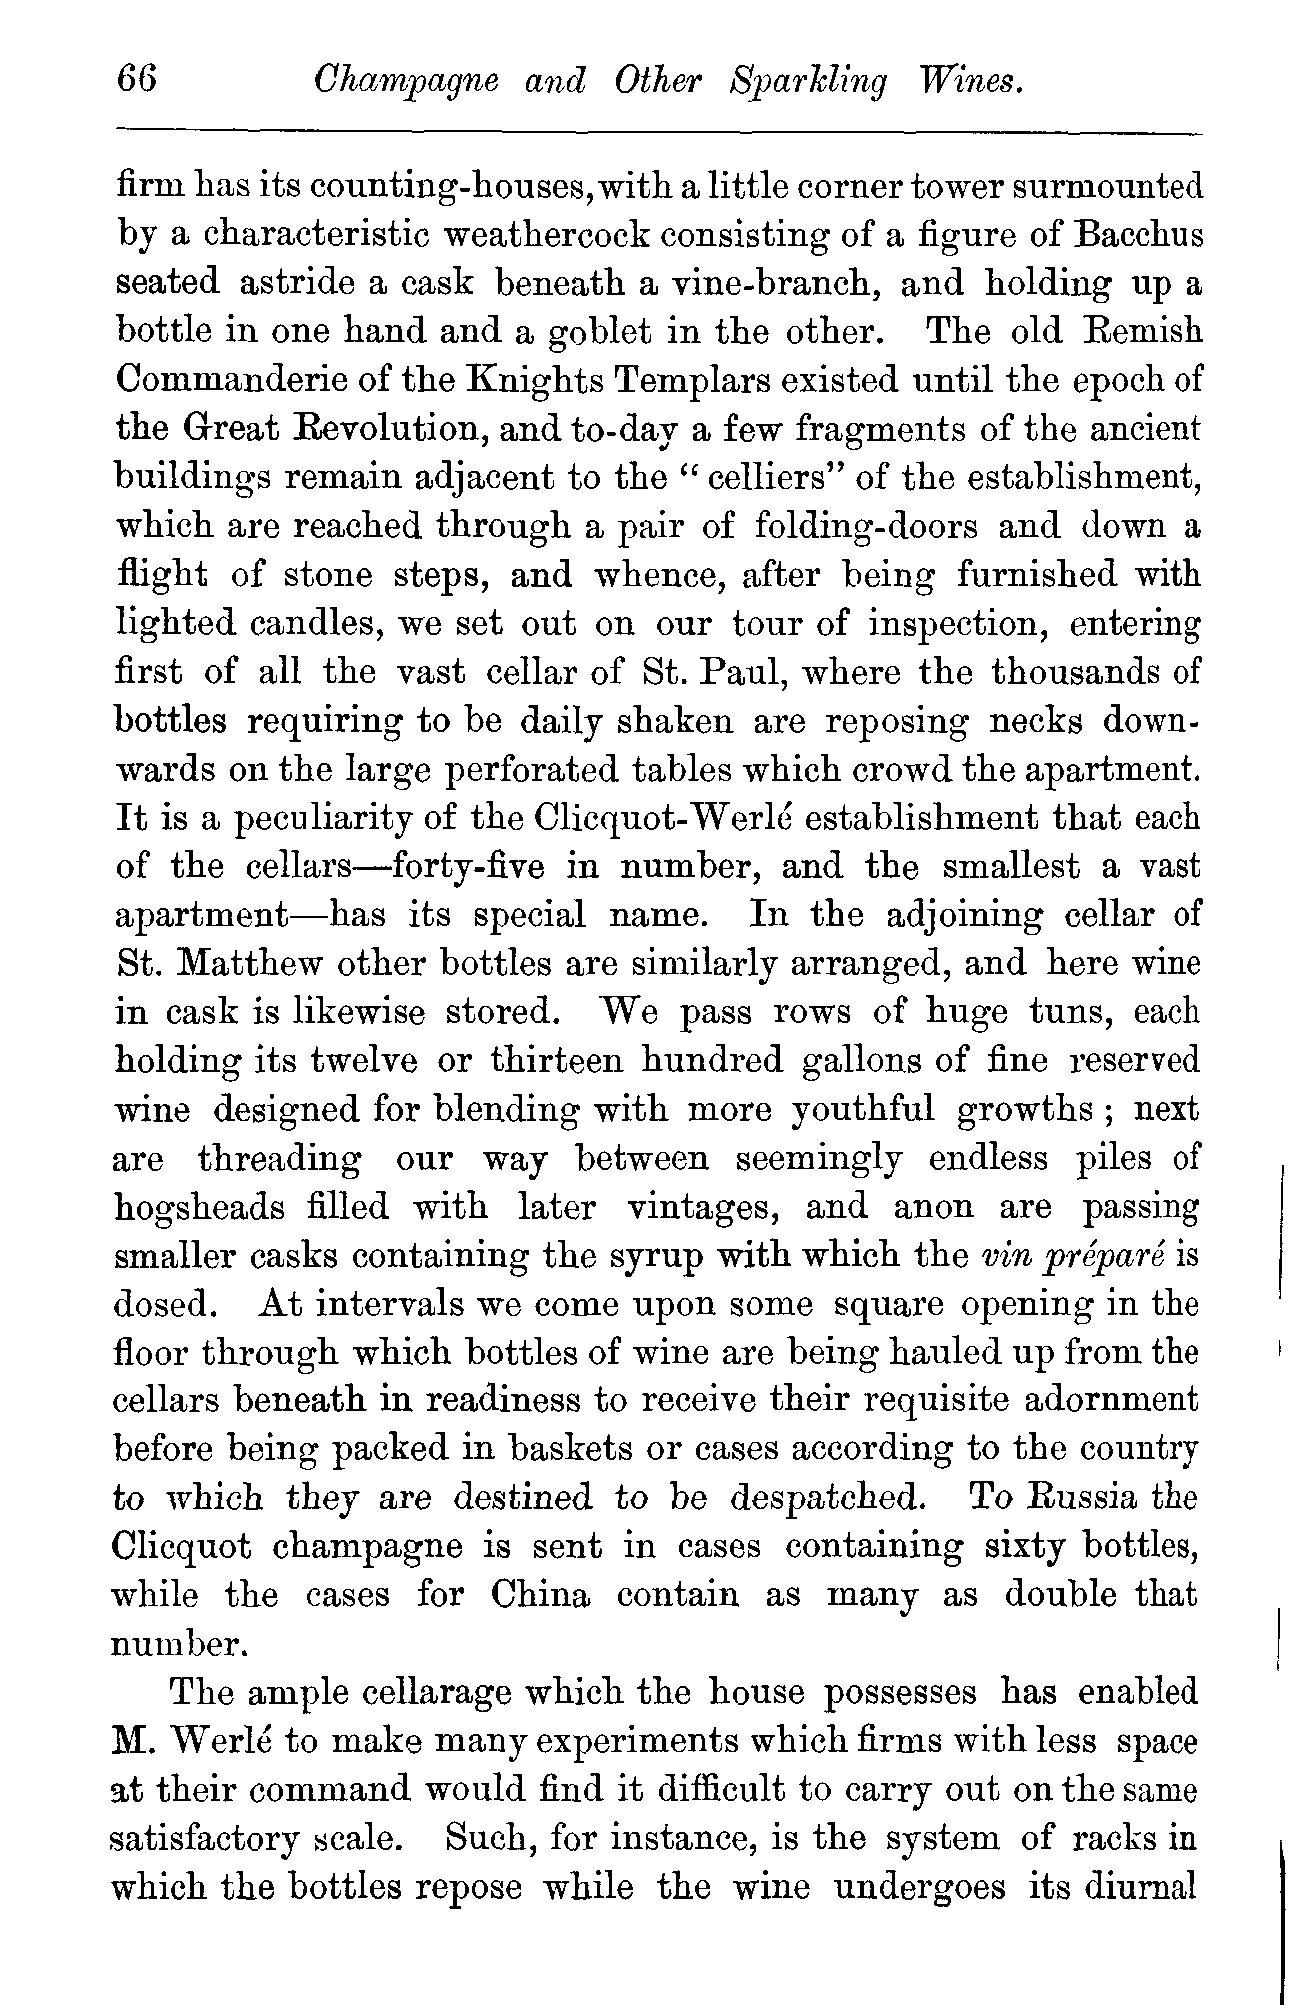 66 Champagne and Other Sparkling Wines.
firm has its counting-houses, with a little corner tower surmounted
by a characteristic weathercock consisting of a figure of Bacchus
seated astride a cask beneath a vine-branch, and holding up a
bottle in one hand and a goblet in the other. The old Remish
Commanderie of the Knights Templars existed until the epoch of
the Great Revolution, and to-day a few fragments of the ancient
buildings remain adjacent to the “ celliers” of the establishment,
which are reached through a pair of folding-doors and down a
flight of stone steps, and whence, after being furnished with
lighted candles, we set out on our tour of inspection, entering
first of all the vast cellar of St. Paul, where the thousands of
bottles requiring to be daily shaken are reposing necks down-
wards on the large perforated tables which crowd the apartment.
It is a peculiarity of the Clicquot-Werlé establishment that each
of the cellars—forty-five in number, and the smallest a vast
apartment—has its special name. In the adjoining cellar of
St. Matthew other bottles are similarly arranged, and here wine
in cask is likewise stored. We pass rows of huge tuns, each
holding its twelve or thirteen hundred gallons of fine reserved
wine designed for blending with more youthful growths ; next
are threading our way between seemingly endless piles of
hogsheads filled with later vintages, and anon are passing
smaller casks containing the syrup with which the vin préparé is
dosed. At intervals we come upon some square opening in the
floor through which bottles of wine are being hauled up from the
cellars beneath in readiness to receive their requisite adornment
before being packed in baskets or cases according to the country
to which they are destined to be despatched. To Russia the
Clicquot champagne is sent in cases containing sixty bottles,
while the cases for China contain as many as double that
number.
The ample cellarage which the house possesses has enabled
M. Werlé to make many experiments which firms with less space
at their command would find it difficult to carry out on the same
satisfactory scale. Such, for instance, is the system of racks in
which the bottles repose while the wine undergoes its diurnal